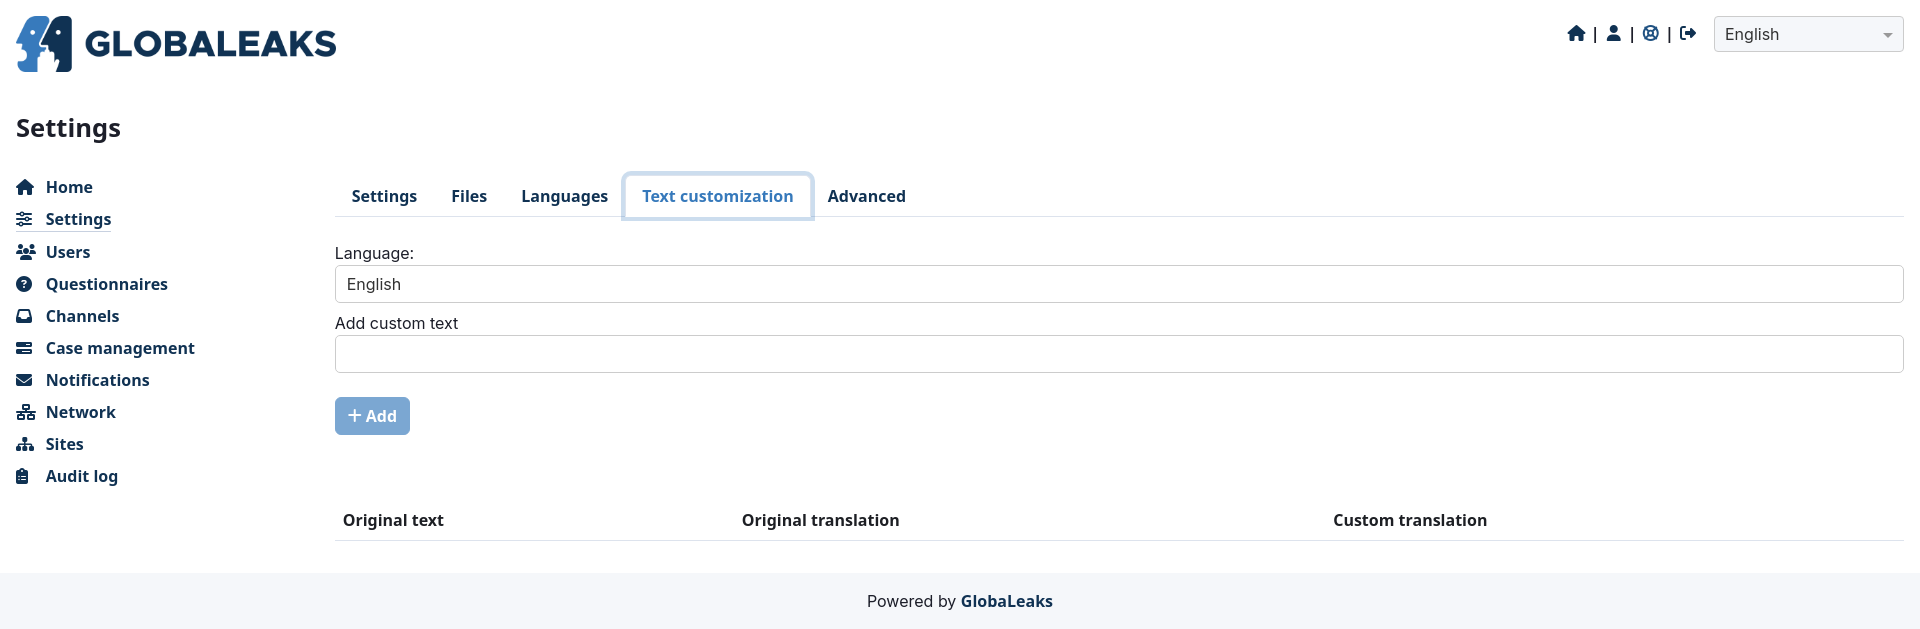 GLOBALEAKS
| | | English
Settings
Home
Settings
Users
Questionnaires
Channels
Case management
Notifications
Network
Sites
Audit log
Settings Files Languages Text customization Advanced
Language:
English
Add custom text
+ Add
Original text Original translation Custom translation
Powered by GlobaLeaks